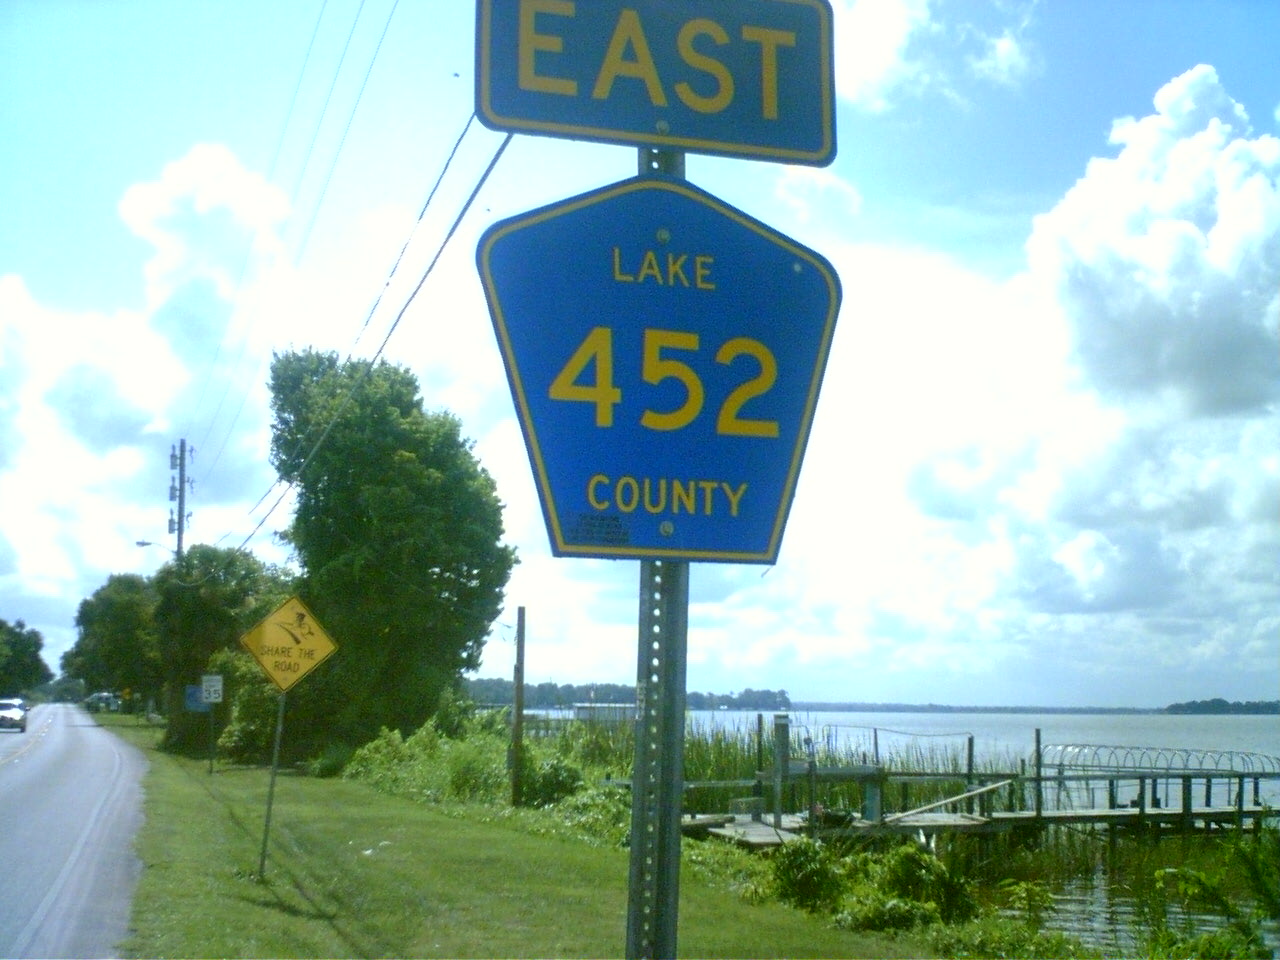 EAST
LAKE
452
COUNTY
SHARE THE
ROAD
35